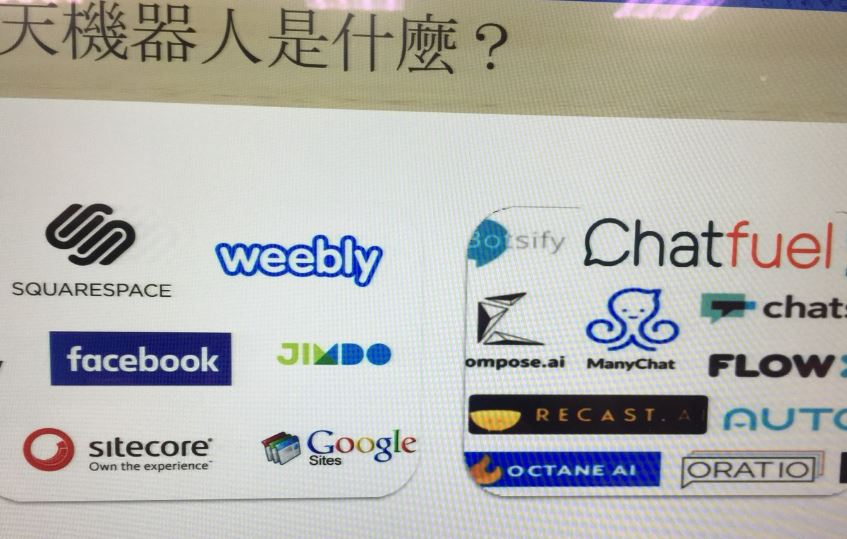 天機器人是什麼？
SQUARESPACE
weebly
facebook
JIMDO
sitecore
Own the experience
Google
Sites
Botsify
Chatfuel
ompose.ai
ManyChat
chats
FLOW
RECAST.A
AUTO
OCTANE AI
ORATIO